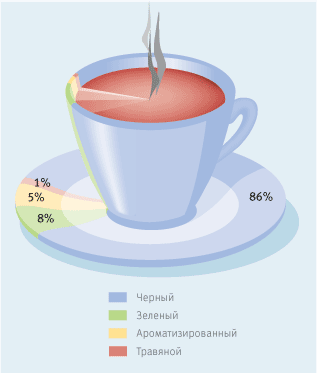 1%
5%
8%
86%
Черный
Зеленый
Ароматизированный
Травяной